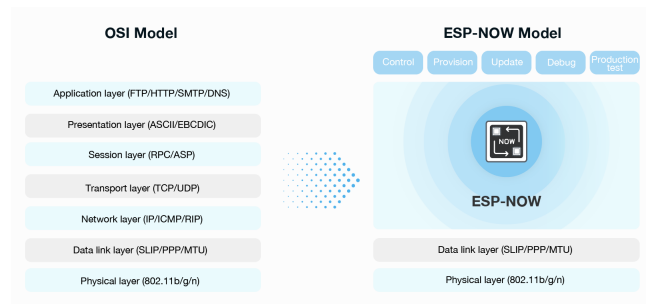 OSI Model
Application layer (FTP/HTTP/SMTP/DNS)
Presentation layer (ASCII/EBCDIC)
Session layer (RPC/ASP)
Transport layer (TCP/UDP)
Network layer (IP/ICMP/RIP)
Data link layer (SLIP/PPP/MTU)
Physical layer (802.11b/g/n)
ESP-NOW Model
Control
Provision
Update
Debug
Production
test
NOW
ESP-NOW
Data link layer (SLIP/PPP/MTU)
Physical layer (802.11b/g/n)